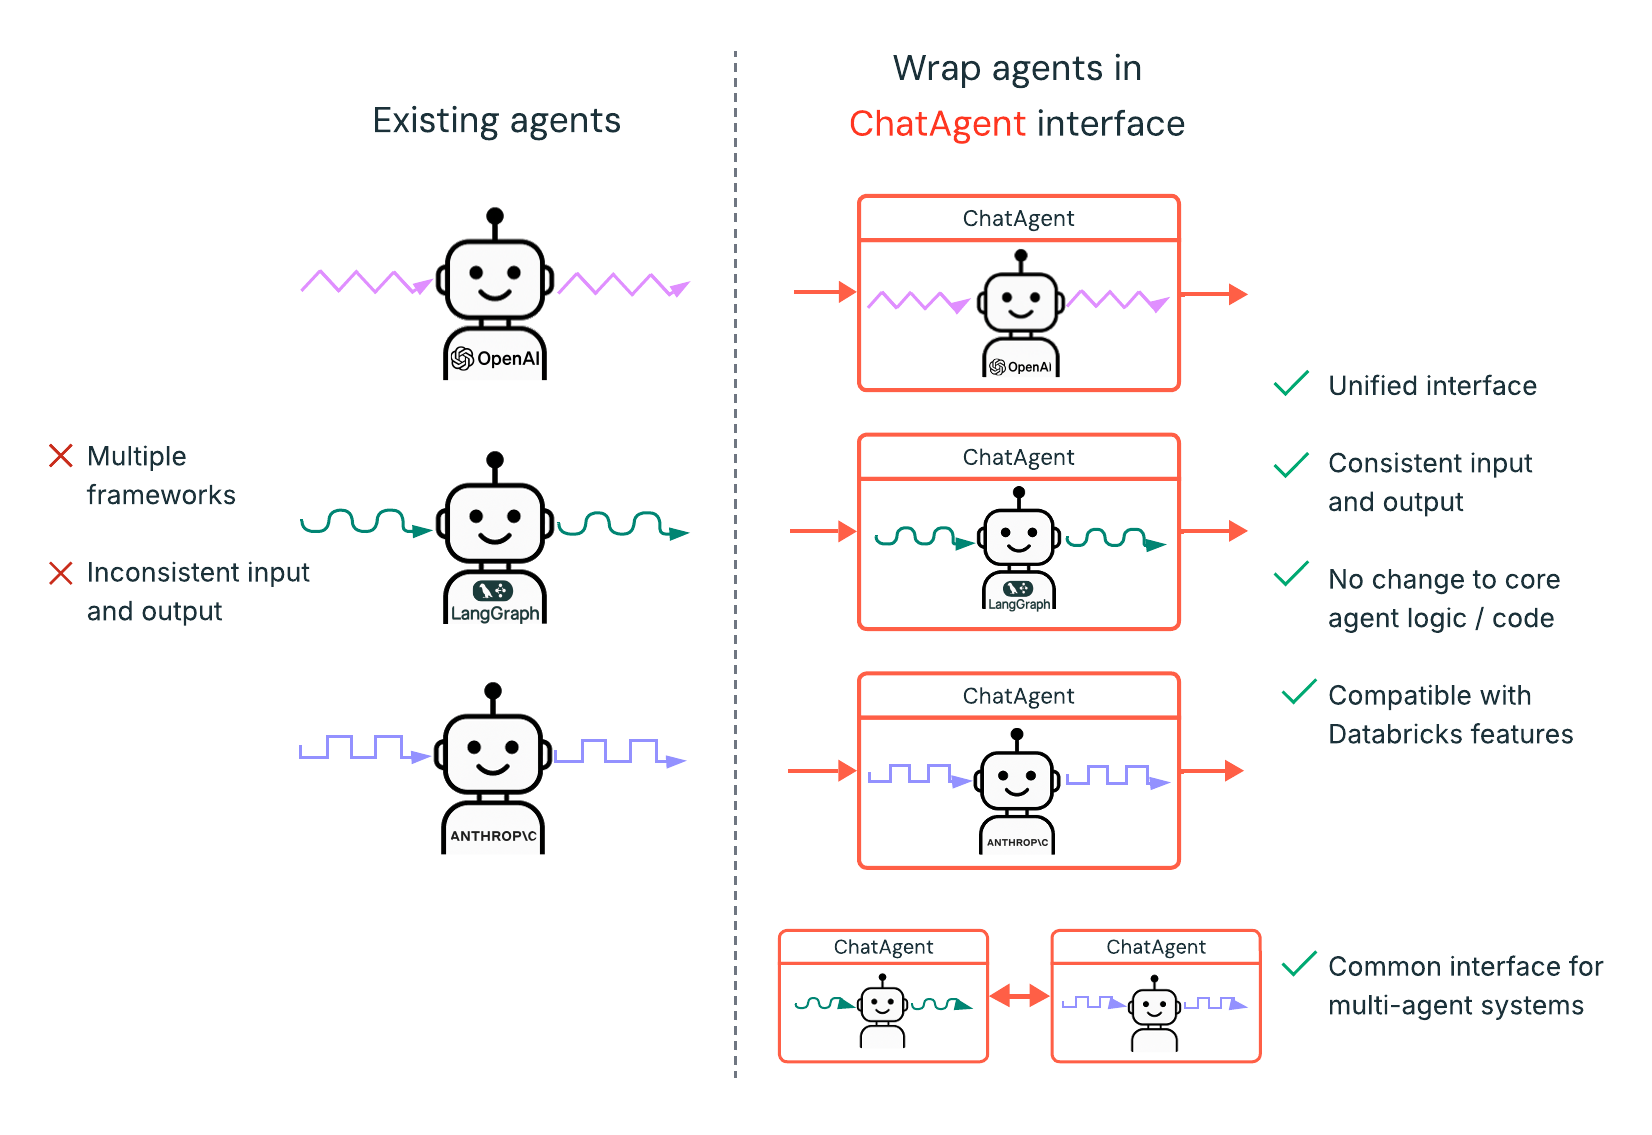 Existing agents
Multiple
frameworks
Inconsistent input
and output
OpenAI
LangGraph
ANTHROP\C
Wrap agents in
ChatAgent interface
ChatAgent
OpenAI
ChatAgent
LangGraph
ChatAgent
ANTHROP\C
Unified interface
Consistent input
and output
No change to core
agent logic / code
Compatible with
Databricks features
ChatAgent
ChatAgent
Common interface for
multi-agent systems